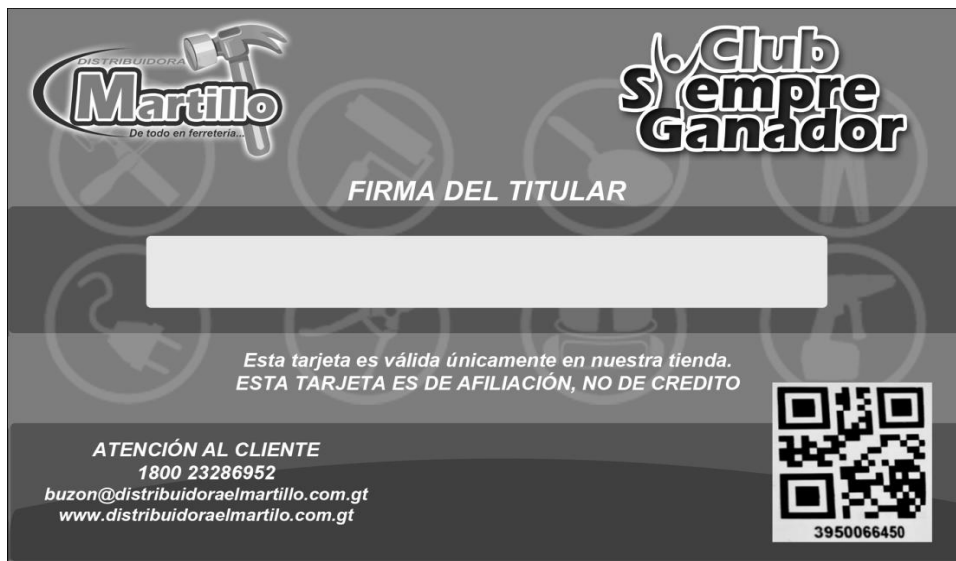 DISTRIBUIDORA
Martillo
De todo en ferretería...
Club
Siempre
Ganador
FIRMA DEL TITULAR
Esta tarjeta es válida únicamente en nuestra tienda.
ESTA TARJETA ES DE AFILIACIÓN, NO DE CREDITO
ATENCIÓN AL CLIENTE
1800 23286952
buzon@distribuidoraelmartillo.com.gt
www.distribuidoraelmartilo.com.gt
3950066450